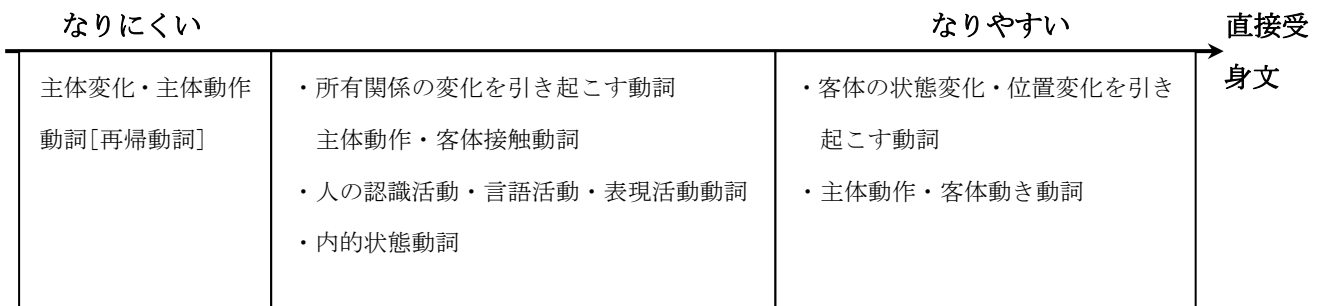 なりにくい
なりやすい
直接受
身文
主体変化・主体動作
動詞[再帰動詞]
・所有関係の変化を引き起こす動詞
主体動作・客体接触動詞
・人の認識活動・言語活動・表現活動動詞
・内的状態動詞
・客体の状態変化・位置変化を引き
起こす動詞
・主体動作・客体動き動詞